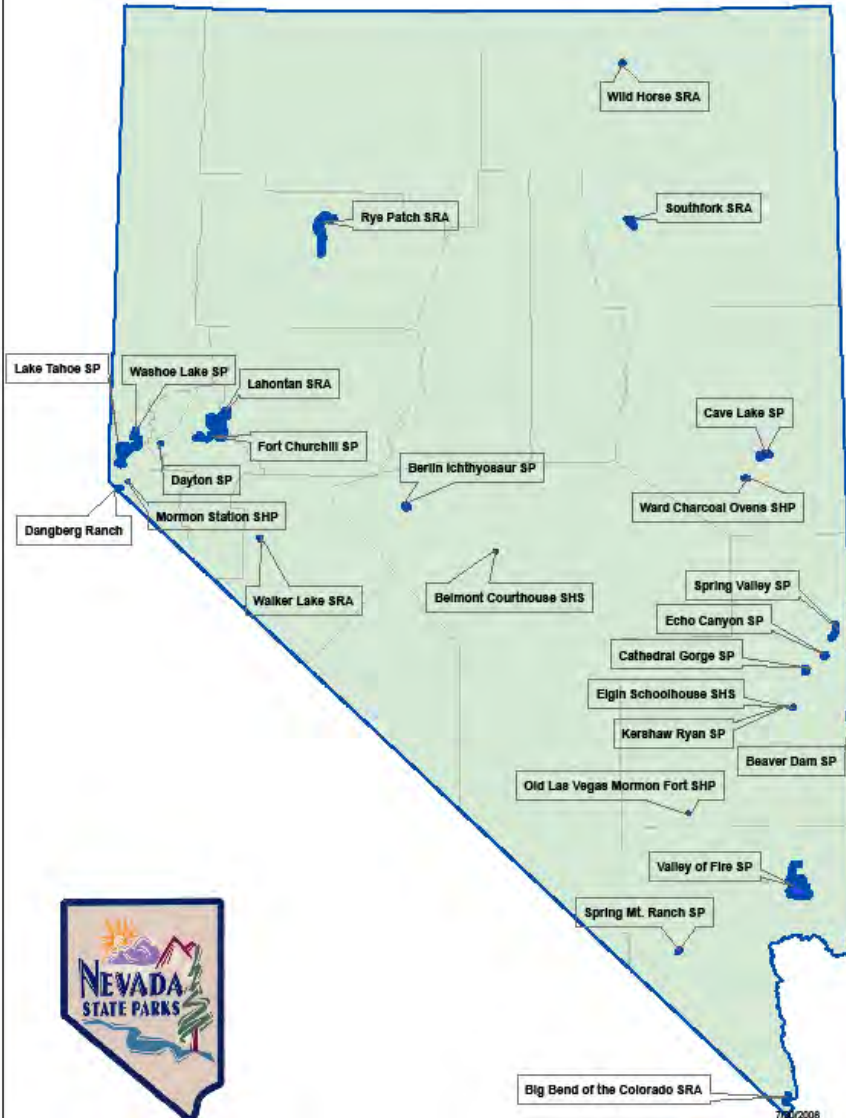 Wild Horse SRA
Rye Patch SRA
Southfork SRA
Lake Tahoe SP
Washoe Lake SP
Lahontan SRA
Cave Lake SP
Fort Churchill SP
Berlin Ichthyosaur SP
Dayton SP
Ward Charcoal Ovens SHP
Mormon Station SHP
Dangberg Ranch
Spring Valley SP
Walker Lake SRA
Belmont Courthouse SHS
Echo Canyon SP
Cathedral Gorge SP
Elgin Schoolhouse SHS
Kershaw Ryan SP
Beaver Dam SP
Old Las Vegas Mormon Fort SHP
Valley of Fire SP
Spring Mt. Ranch SP
NEVADA
STATE PARKS
Big Bend of the Colorado SRA